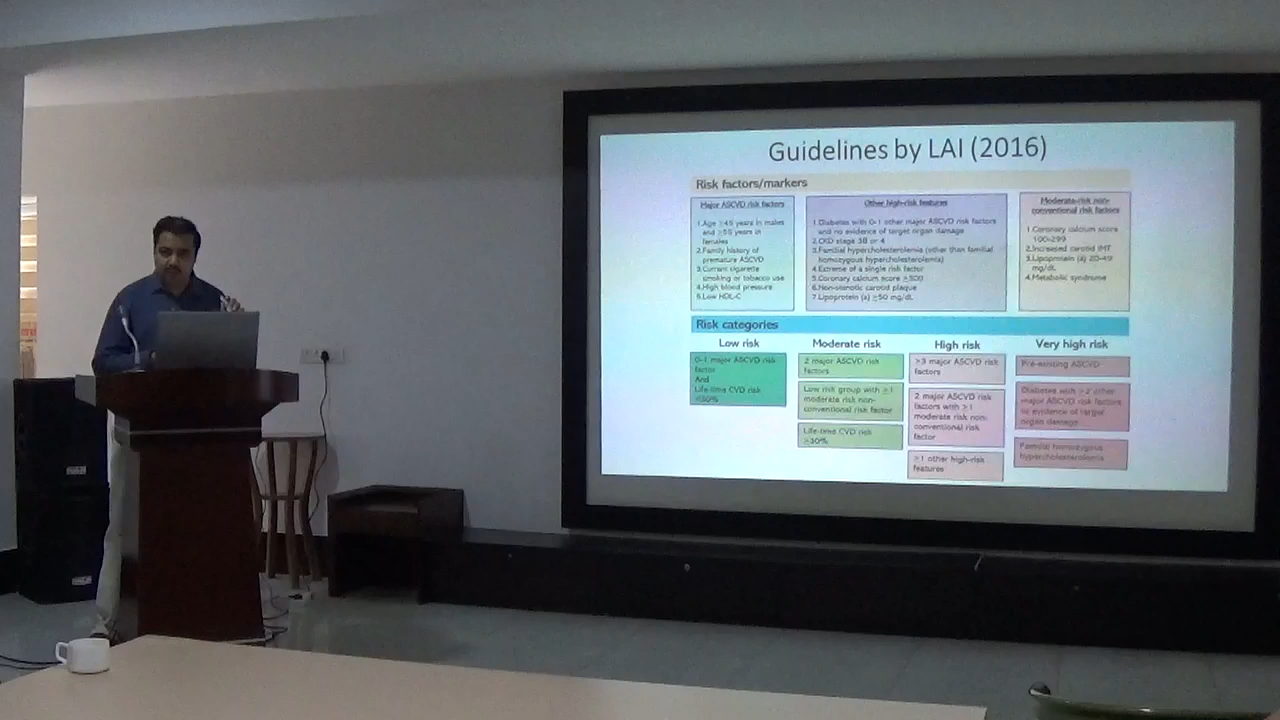 Guidelines by LAI (2016)
Risk factors/markers
Major ASCVD risk factors
1.Age >45 years in males
and >55 years in
females
2.Family history of
premature ASCVD
3.Current cigarette
smoking or tobacco use
4.High blood pressure
5.Low HDL-C
Other high-risk features
1.Diabetes with 0-1 other major ASCVD risk factors
and no evidence of target organ damage
2.CKD stage 3B or 4
3.Familial hypercholesterolemia (other than familial
homozygous hypercholesterolemia)
4.Extreme of a single risk factor
5.Coronary calcium score ≥300
6.Non-stenotic carotid plaque
7.Lipoprotein (a) ≥50 mg/dL
Moderate-risk non-
conventional risk factors
1.Coronary calcium score
100-299
2.Increased carotid IMT
3.Lipoprotein (a) 20-49
mg/dL
4.Metabolic syndrome
Risk categories
Low risk
0-1 major ASCVD risk
factor
And
Life-time CVD risk
<30%
Moderate risk
2 major ASCVD risk
factors
Low risk group with ≥1
moderate risk non-
conventional risk factor
Life-time CVD risk
≥30%
High risk
≥3 major ASCVD risk
factors
2 major ASCVD risk
factors with ≥1
moderate risk non-
conventional risk
factor
≥1 other high-risk
features
Very high risk
Pre-existing ASCVD
Diabetes with ≥2 other
major ASCVD risk factors
or evidence of target
organ damage
Familial homozygous
hypercholesterolemia